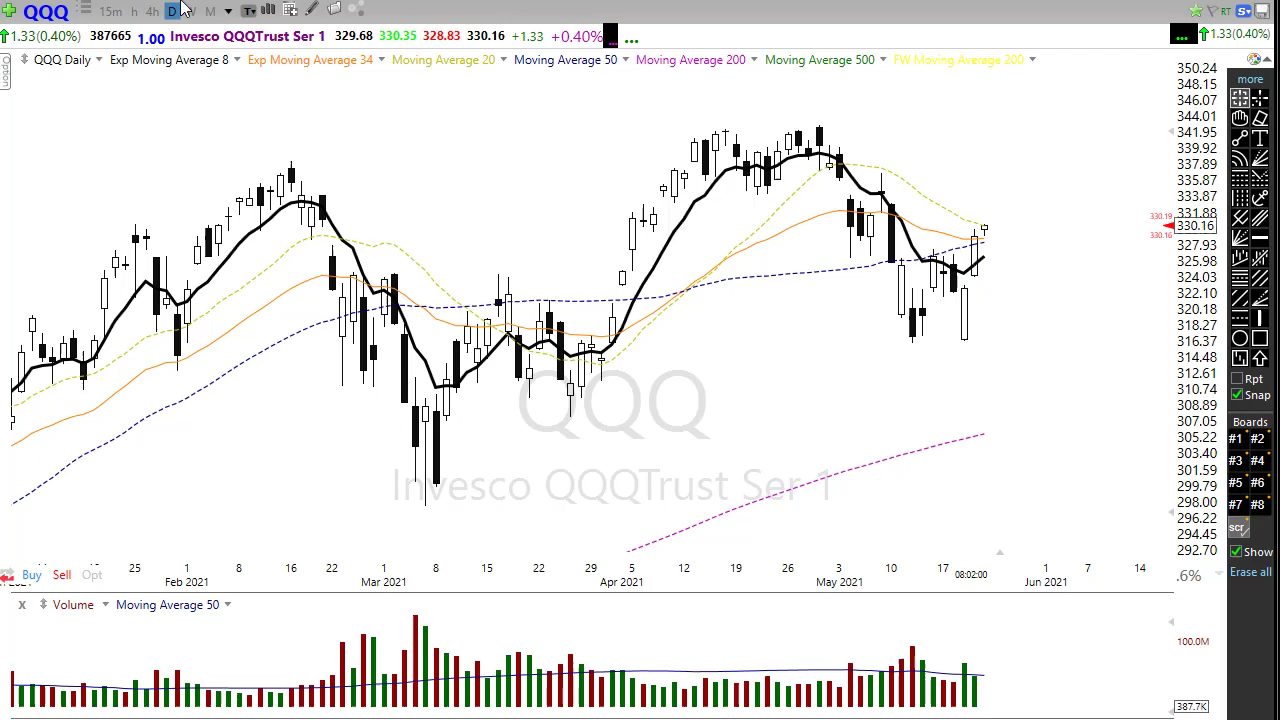 QQQ 15m h 4h D M T RT S
1.33(0.40%) 387665 1.00 Invesco QQQTrust Ser 1 329.68 330.35 328.83 330.16 +1.33 +0.40% ... ... 1.33(0.40%)
Option
QQQ Daily Exp Moving Average 8 Exp Moving Average 34 Moving Average 20 Moving Average 50 Moving Average 200 Moving Average 500 FW Moving Average 200
350.24
348.15
346.07
344.01
341.95
339.92
337.89
335.87
333.87
331.88
330.19
330.16
330.16
327.93
325.98
324.03
322.10
320.18
318.27
316.37
314.48
312.61
310.74
308.89
307.05
305.22
303.40
301.59
299.79
298.00
296.22
294.45
292.70
QQQ
Invesco QQQTrust Ser 1
more
T
Rpt
Snap
Boards
#1 #2
#3 #4
#5 #6
#7 #8
scr
Show
Erase all
25 1 8 16 22 1 8 15 22 29 5 12 19 26 3 10 17 1 7 14
Feb 2021 Mar 2021 Apr 2021 May 2021 08:02:00 Jun 2021
Buy Sell Opt .6%
x Volume Moving Average 50
100.0M
387.7K